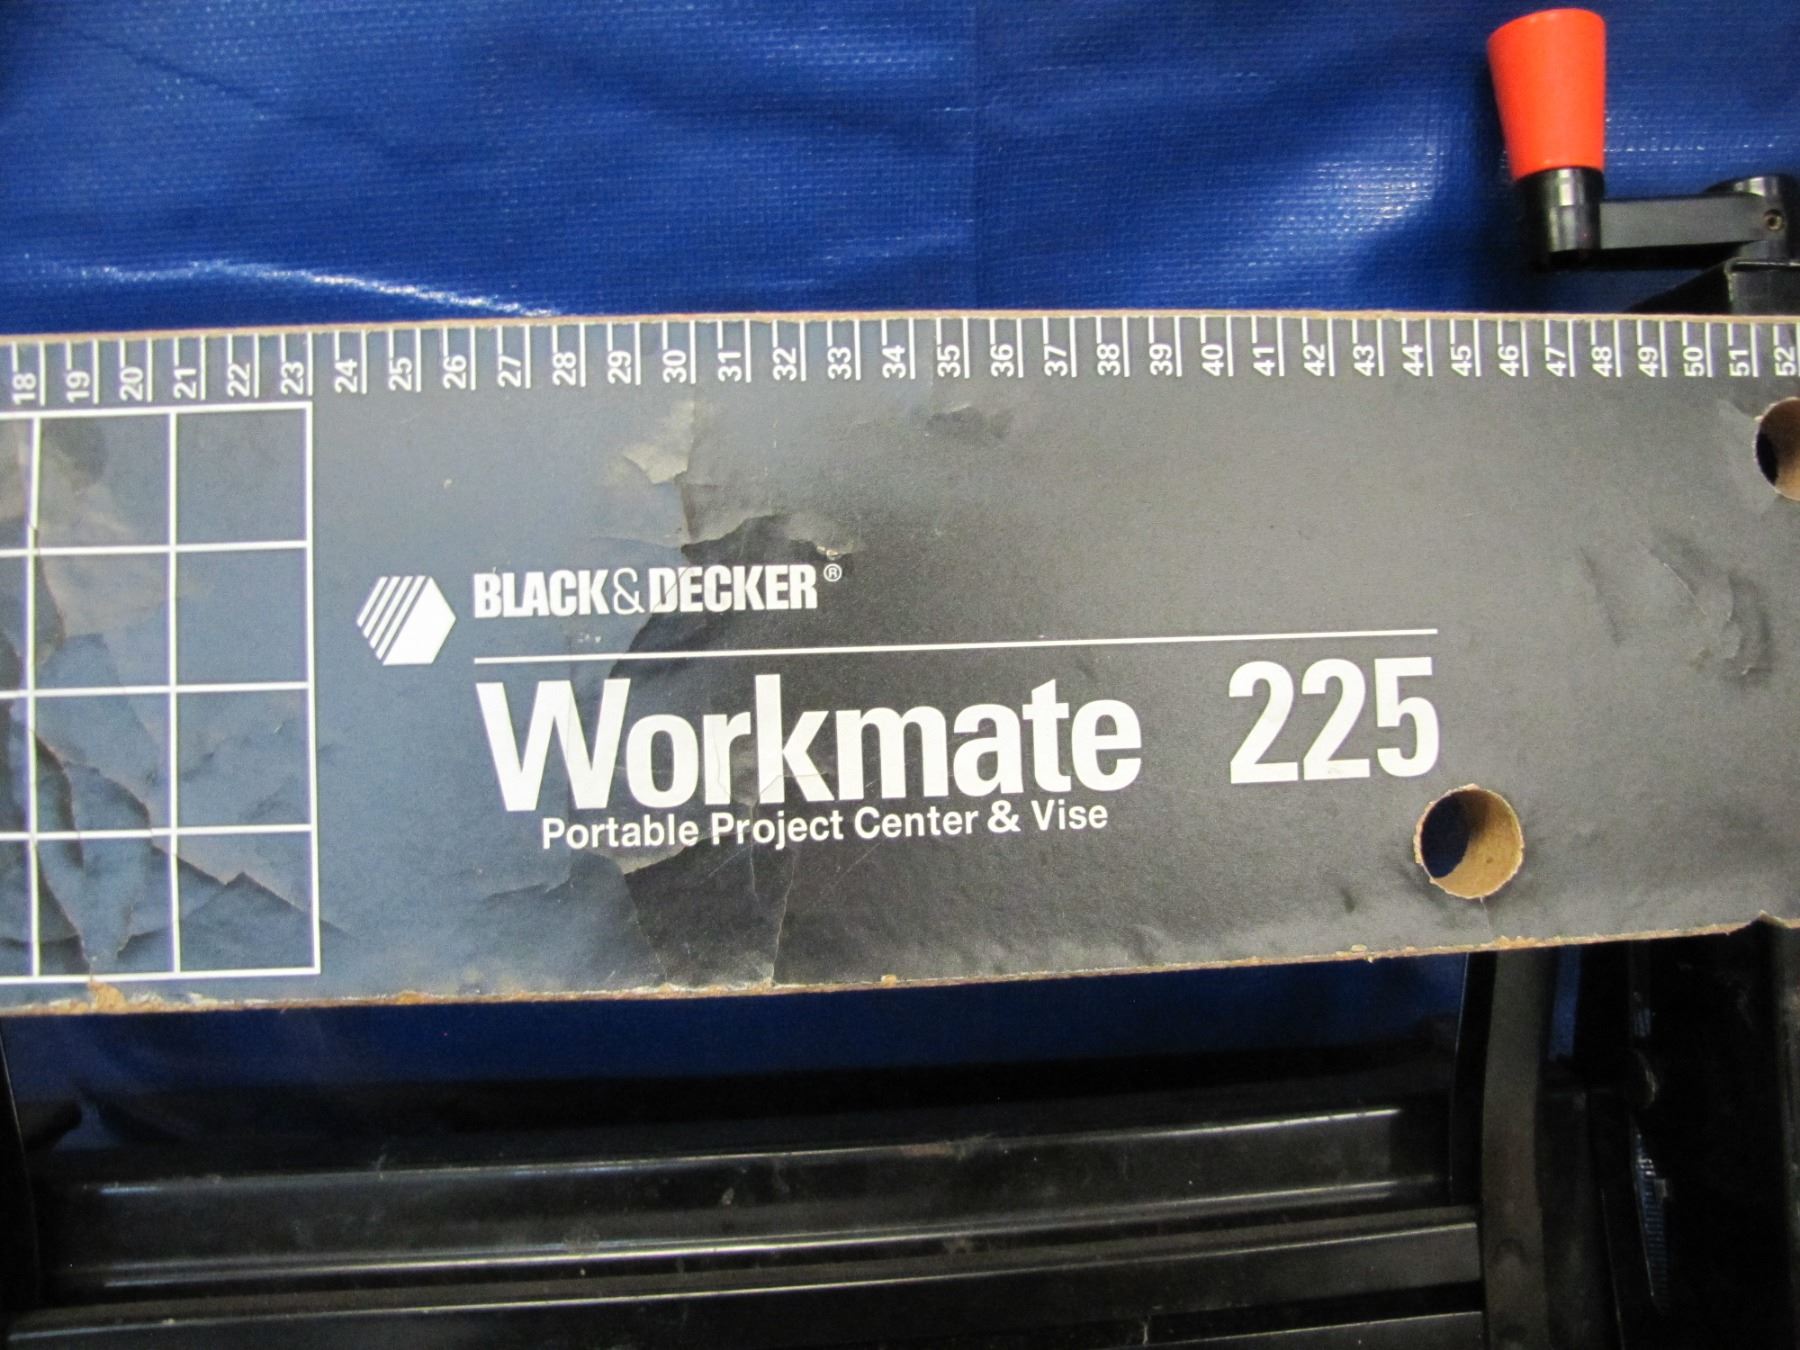 18 19 20 21 22 23 24 25 26 27 28 29 30 31 32 33 34 35 36 37 38 39 40 41 42 43 44 45 46 47 48 49 50 51 52
BLACK&DECKER®
Workmate 225
Portable Project Center & Vise